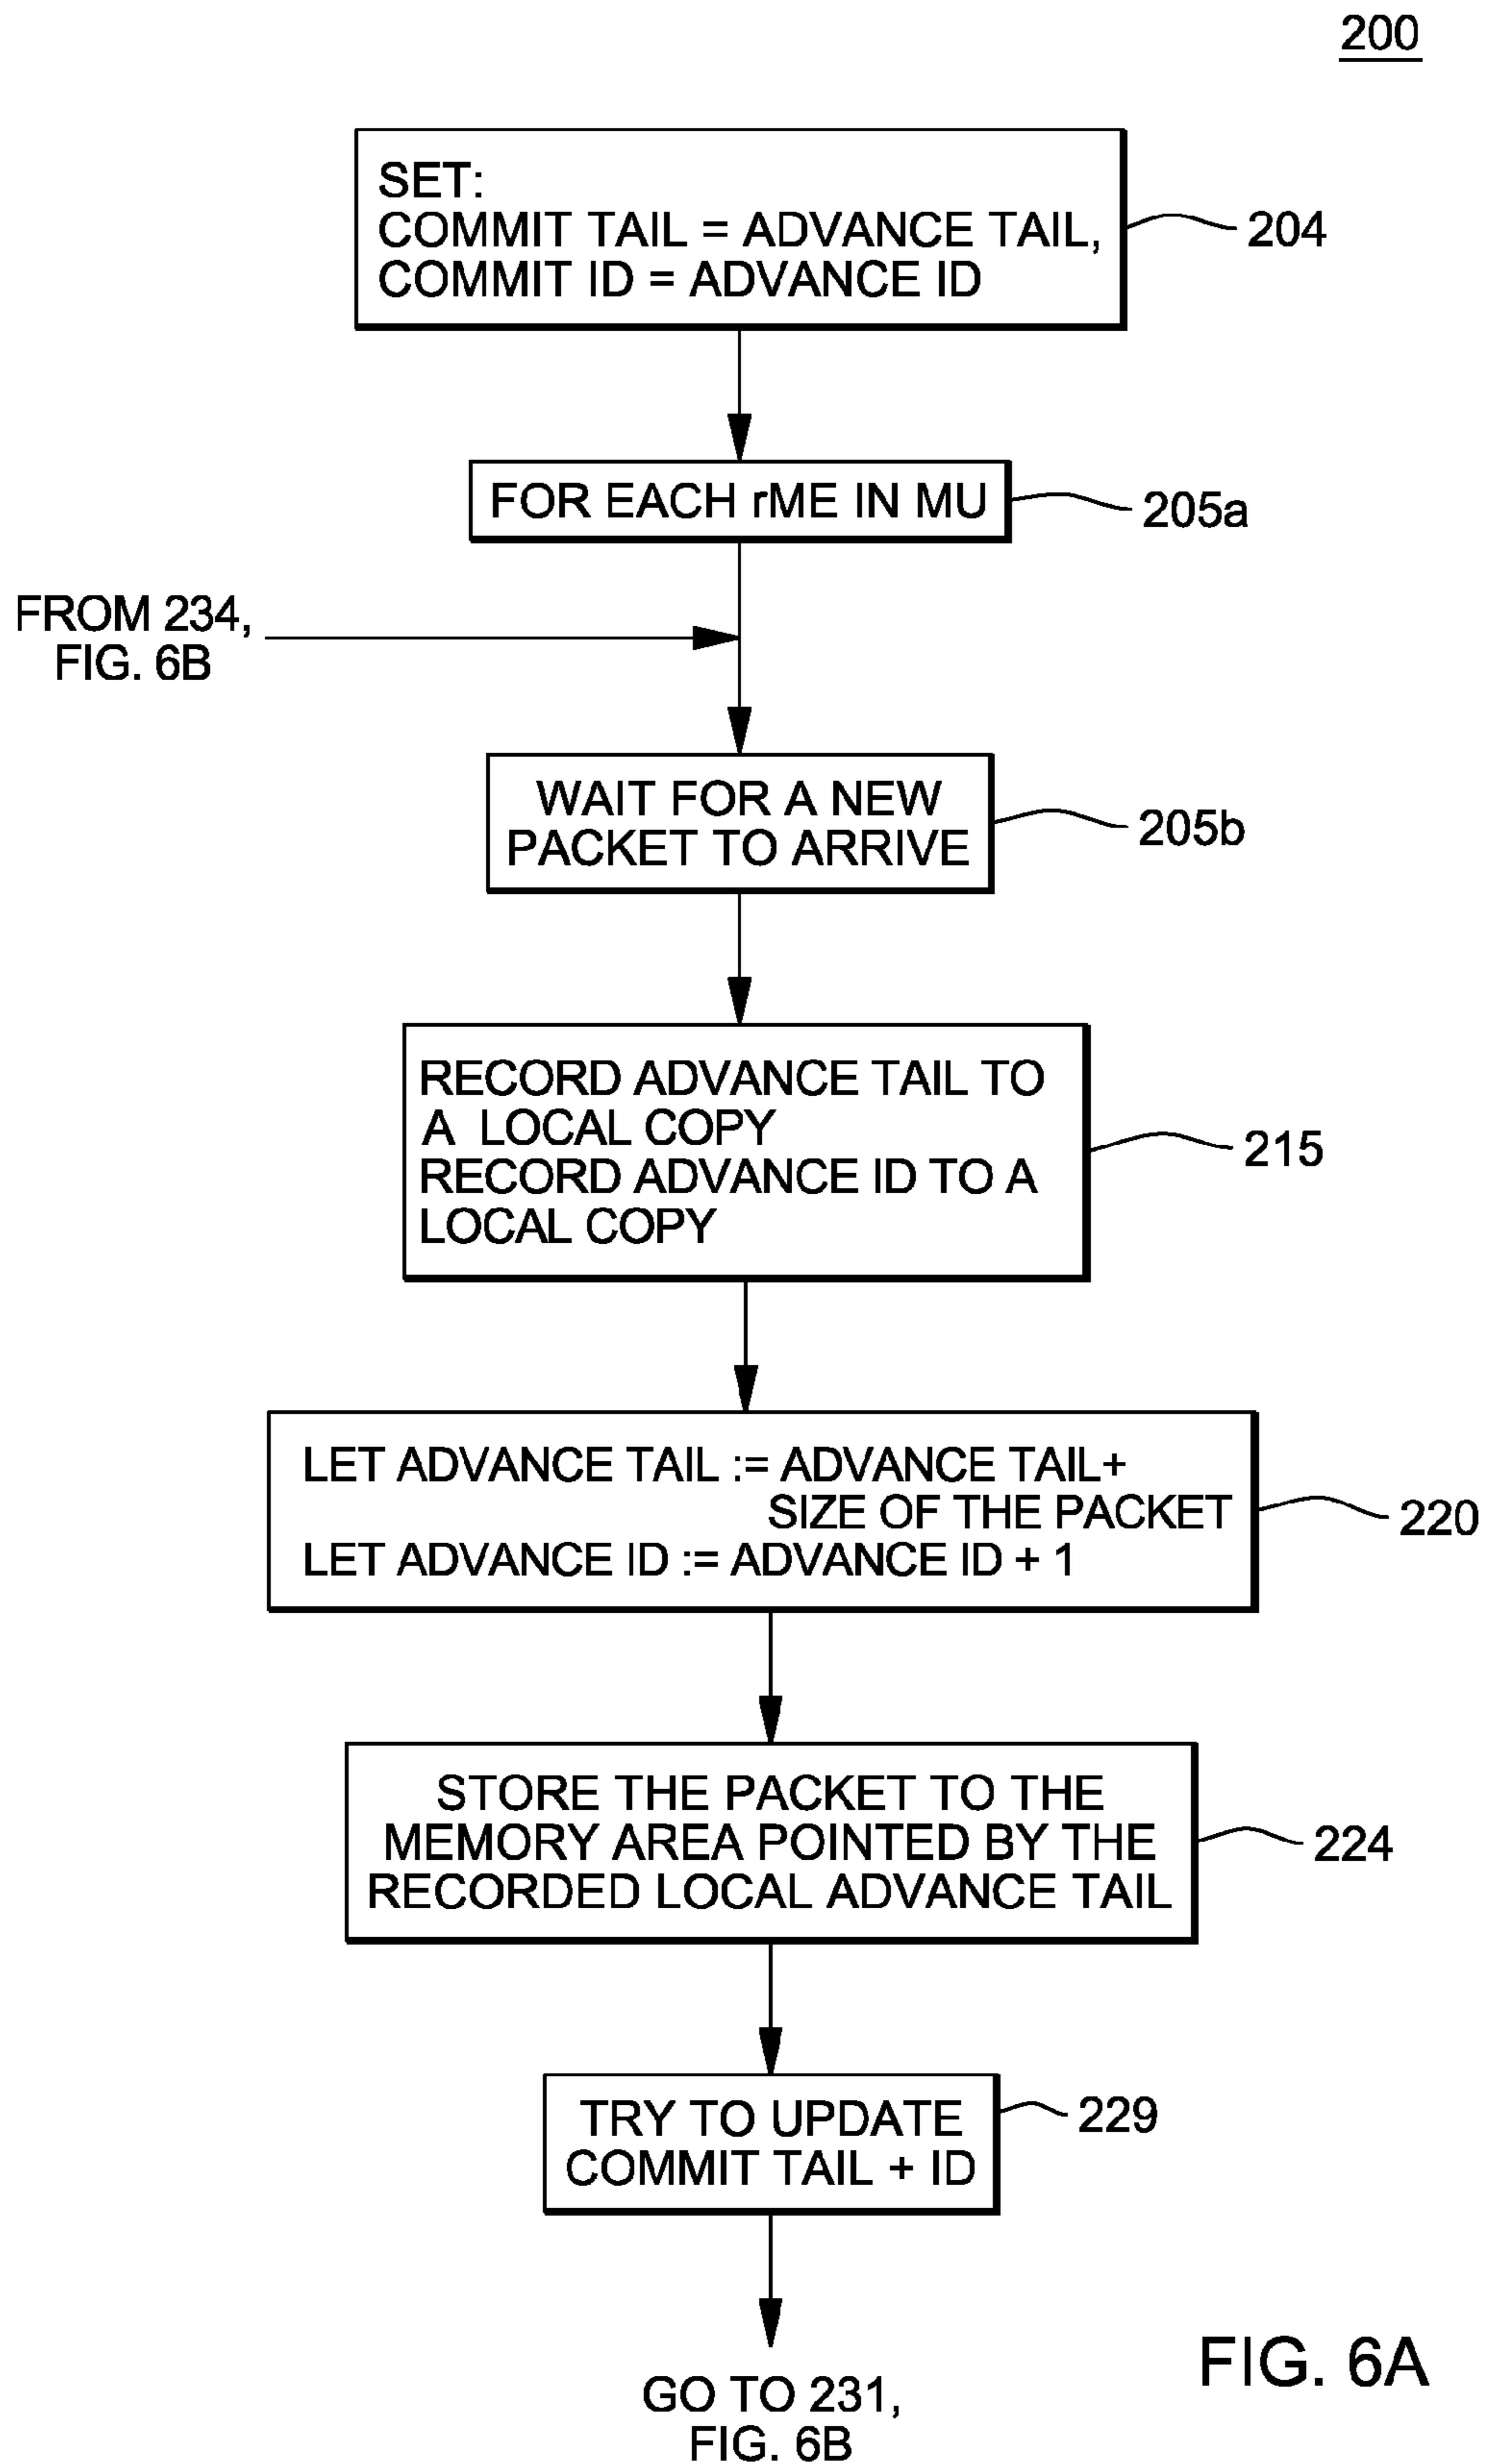 200
SET:
COMMIT TAIL = ADVANCE TAIL,
COMMIT ID = ADVANCE ID
204
FOR EACH rME IN MU
205a
FROM 234,
FIG. 6B
WAIT FOR A NEW
PACKET TO ARRIVE
205b
RECORD ADVANCE TAIL TO
A LOCAL COPY
RECORD ADVANCE ID TO A
LOCAL COPY
215
LET ADVANCE TAIL := ADVANCE TAIL+
SIZE OF THE PACKET
LET ADVANCE ID := ADVANCE ID + 1
220
STORE THE PACKET TO THE
MEMORY AREA POINTED BY THE
RECORDED LOCAL ADVANCE TAIL
224
TRY TO UPDATE
COMMIT TAIL + ID
229
GO TO 231,
FIG. 6B
FIG. 6A